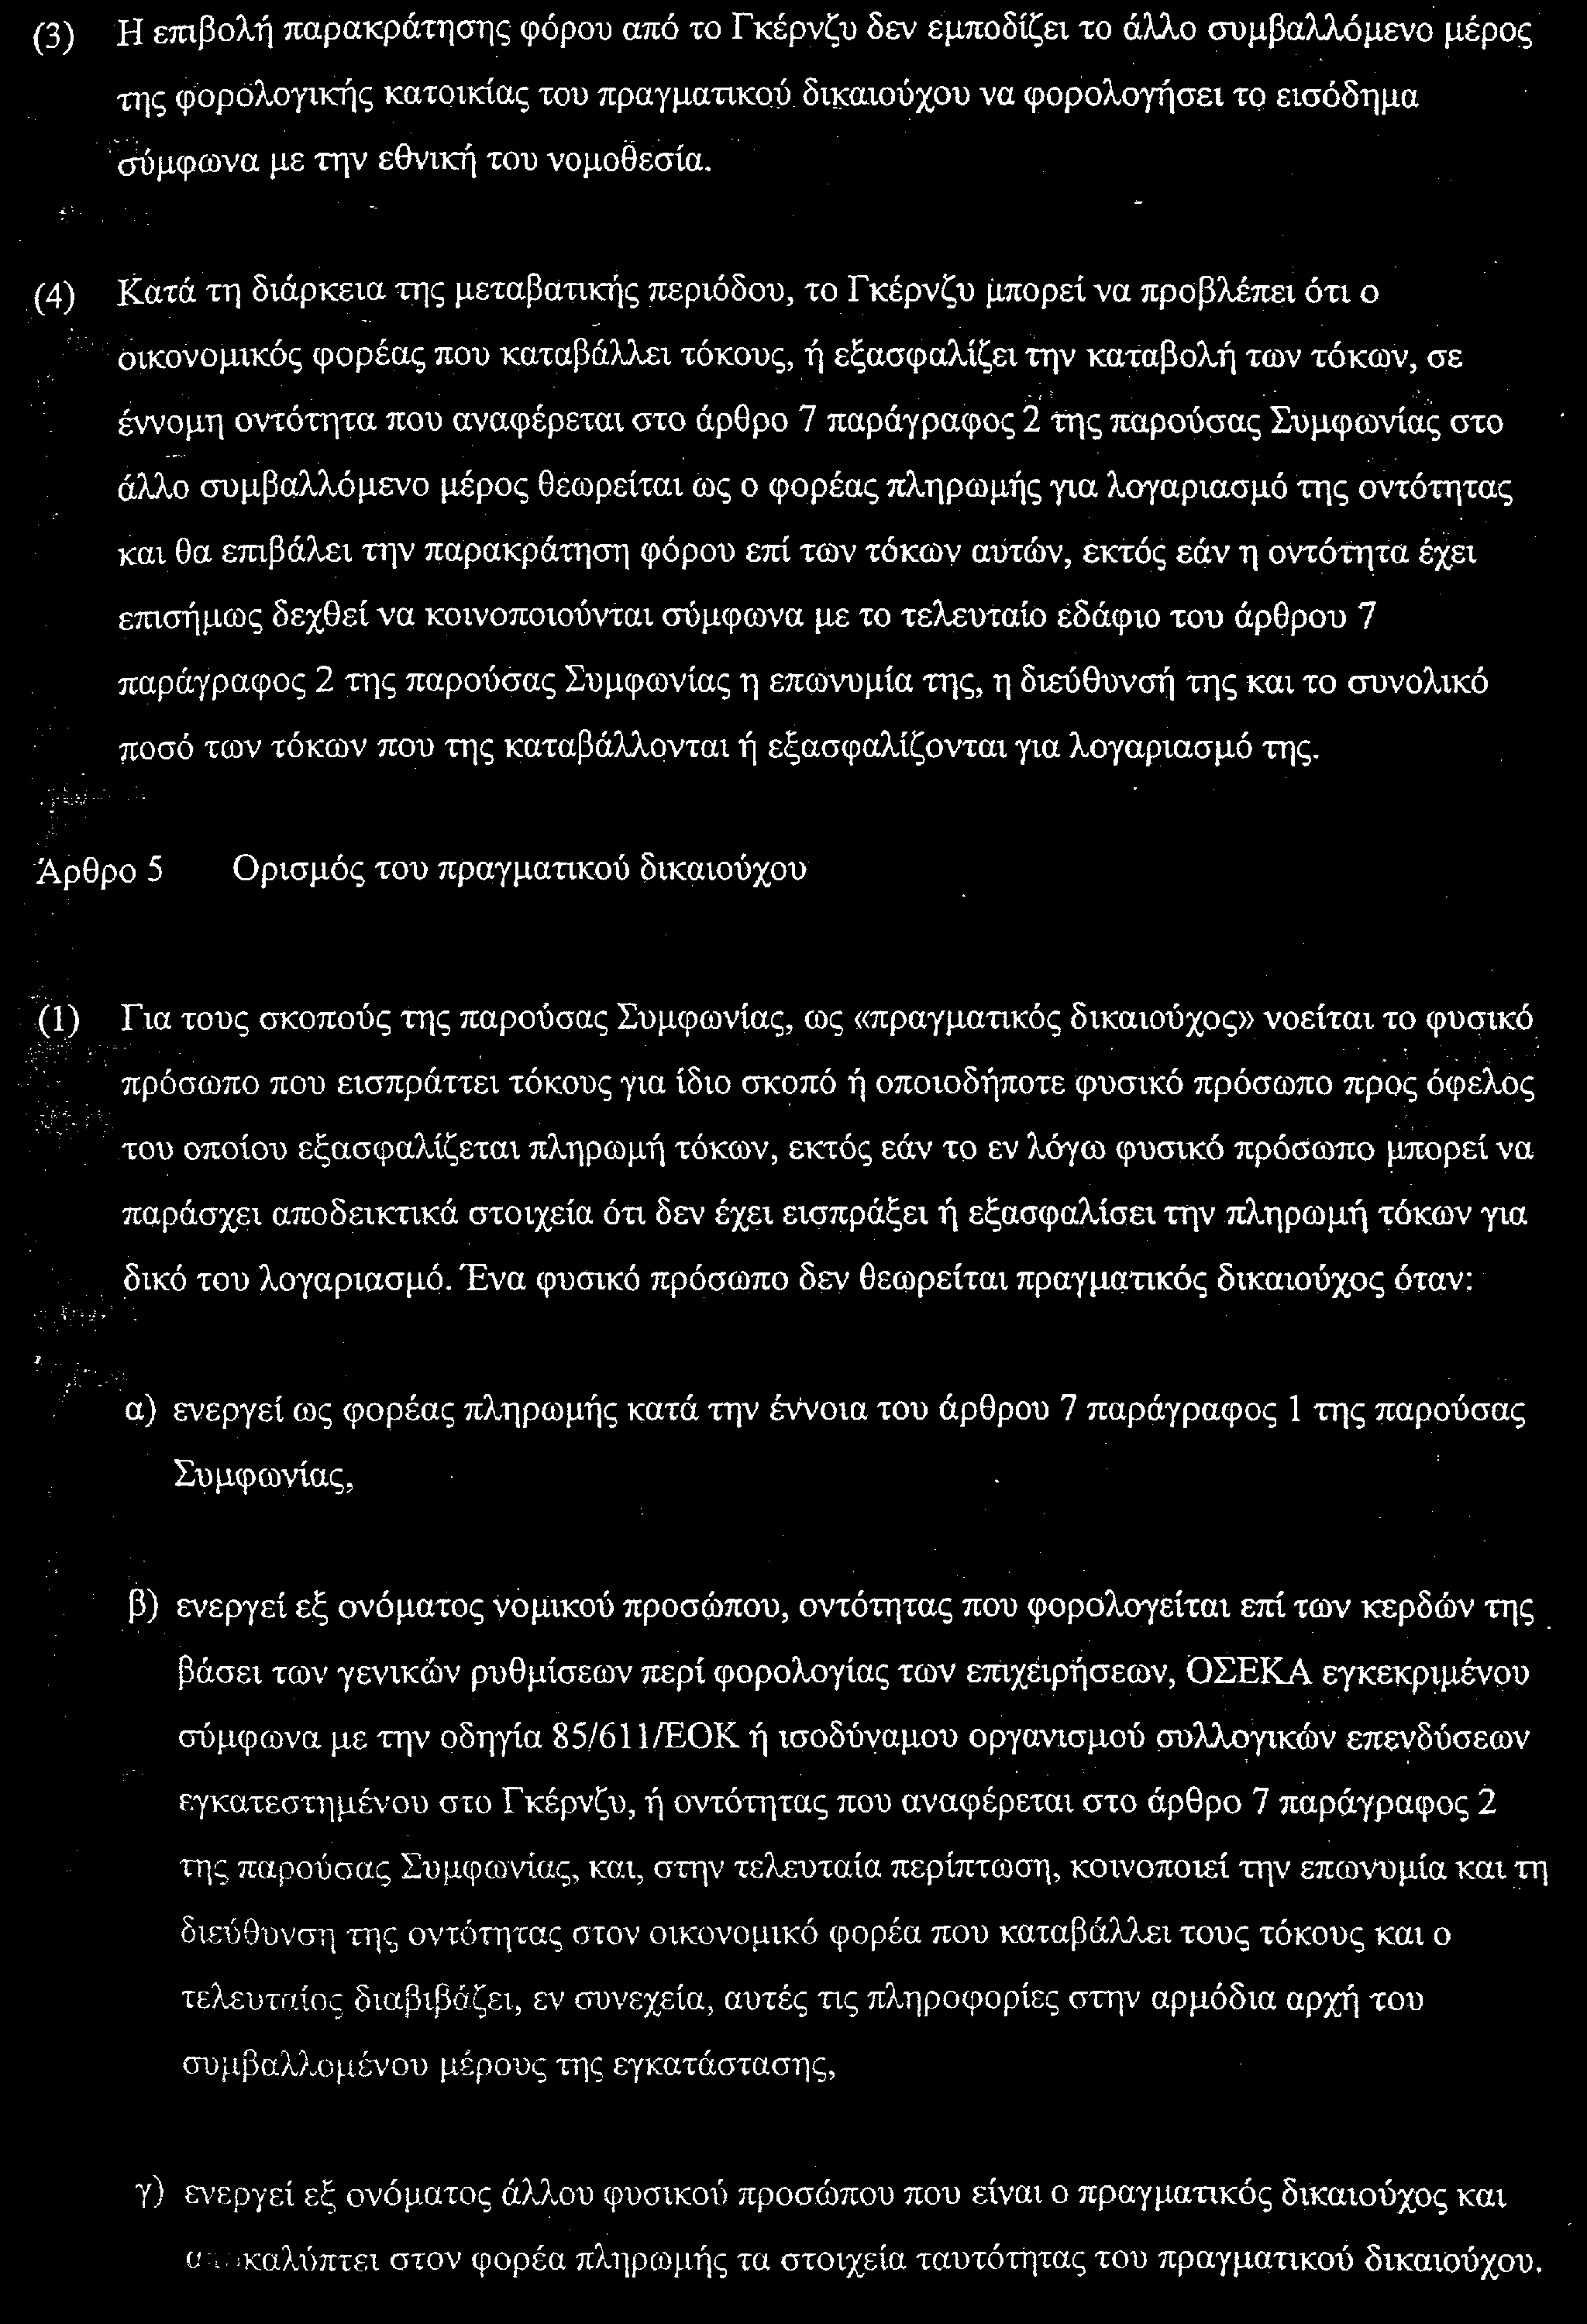 (3) Η επιβολή παρακράτησης φόρου από το Γκέρνζυ δεν εμποδίζει το άλλο συμβαλλόμενο μέρος
της φορολογικής κατοικίας του πραγματικού δικαιούχου να φορολογήσει το εισόδημα
σύμφωνα με την εθνική του νομοθεσία.
(4) Κατά τη διάρκεια της μεταβατικής περιόδου, το Γκέρνζυ μπορεί να προβλέπει ότι ο
οικονομικός φορέας που καταβάλλει τόκους, ή εξασφαλίζει την καταβολή των τόκων, σε
έννομη οντότητα που αναφέρεται στο άρθρο 7 παράγραφος 2 της παρούσας Συμφωνίας στο
άλλο συμβαλλόμενο μέρος θεωρείται ως ο φορέας πληρωμής για λογαριασμό της οντότητας
και θα επιβάλει την παρακράτηση φόρου επί των τόκων αυτών, εκτός εάν η οντότητα έχει
επισήμως δεχθεί να κοινοποιούνται σύμφωνα με το τελευταίο εδάφιο του άρθρου 7
παράγραφος 2 της παρούσας Συμφωνίας η επωνυμία της, η διεύθυνσή της και το συνολικό
ποσό των τόκων που της καταβάλλονται ή εξασφαλίζονται για λογαριασμό της.
Άρθρο 5 Ορισμός του πραγματικού δικαιούχου
(1) Για τους σκοπούς της παρούσας Συμφωνίας, ως «πραγματικός δικαιούχος» νοείται το φυσικό
πρόσωπο που εισπράττει τόκους για ίδιο σκοπό ή οποιοδήποτε φυσικό πρόσωπο προς όφελος
του οποίου εξασφαλίζεται πληρωμή τόκων, εκτός εάν το εν λόγω φυσικό πρόσωπο μπορεί να
παράσχει αποδεικτικά στοιχεία ότι δεν έχει εισπράξει ή εξασφαλίσει την πληρωμή τόκων για
δικό του λογαριασμό. Ένα φυσικό πρόσωπο δεν θεωρείται πραγματικός δικαιούχος όταν:
α) ενεργεί ως φορέας πληρωμής κατά την έννοια του άρθρου 7 παράγραφος 1 της παρούσας
Συμφωνίας,
β) ενεργεί εξ ονόματος νομικού προσώπου, οντότητας που φορολογείται επί των κερδών της
βάσει των γενικών ρυθμίσεων περί φορολογίας των επιχειρήσεων, ΟΣΕΚΑ εγκεκριμένου
σύμφωνα με την οδηγία 85/611/ΕΟΚ ή ισοδύναμου οργανισμού συλλογικών επενδύσεων
εγκατεστημένου στο Γκέρνζυ, ή οντότητας που αναφέρεται στο άρθρο 7 παράγραφος 2
της παρούσας Συμφωνίας, και, στην τελευταία περίπτωση, κοινοποιεί την επωνυμία και τη
διεύθυνση της οντότητας στον οικονομικό φορέα που καταβάλλει τους τόκους και ο
τελευταίος διαβιβάζει, εν συνεχεία, αυτές τις πληροφορίες στην αρμόδια αρχή του
συμβαλλομένου μέρους της εγκατάστασης,
γ) ενεργεί εξ ονόματος άλλου φυσικού προσώπου που είναι ο πραγματικός δικαιούχος και
αποκαλύπτει στον φορέα πληρωμής τα στοιχεία ταυτότητας του πραγματικού δικαιούχου.